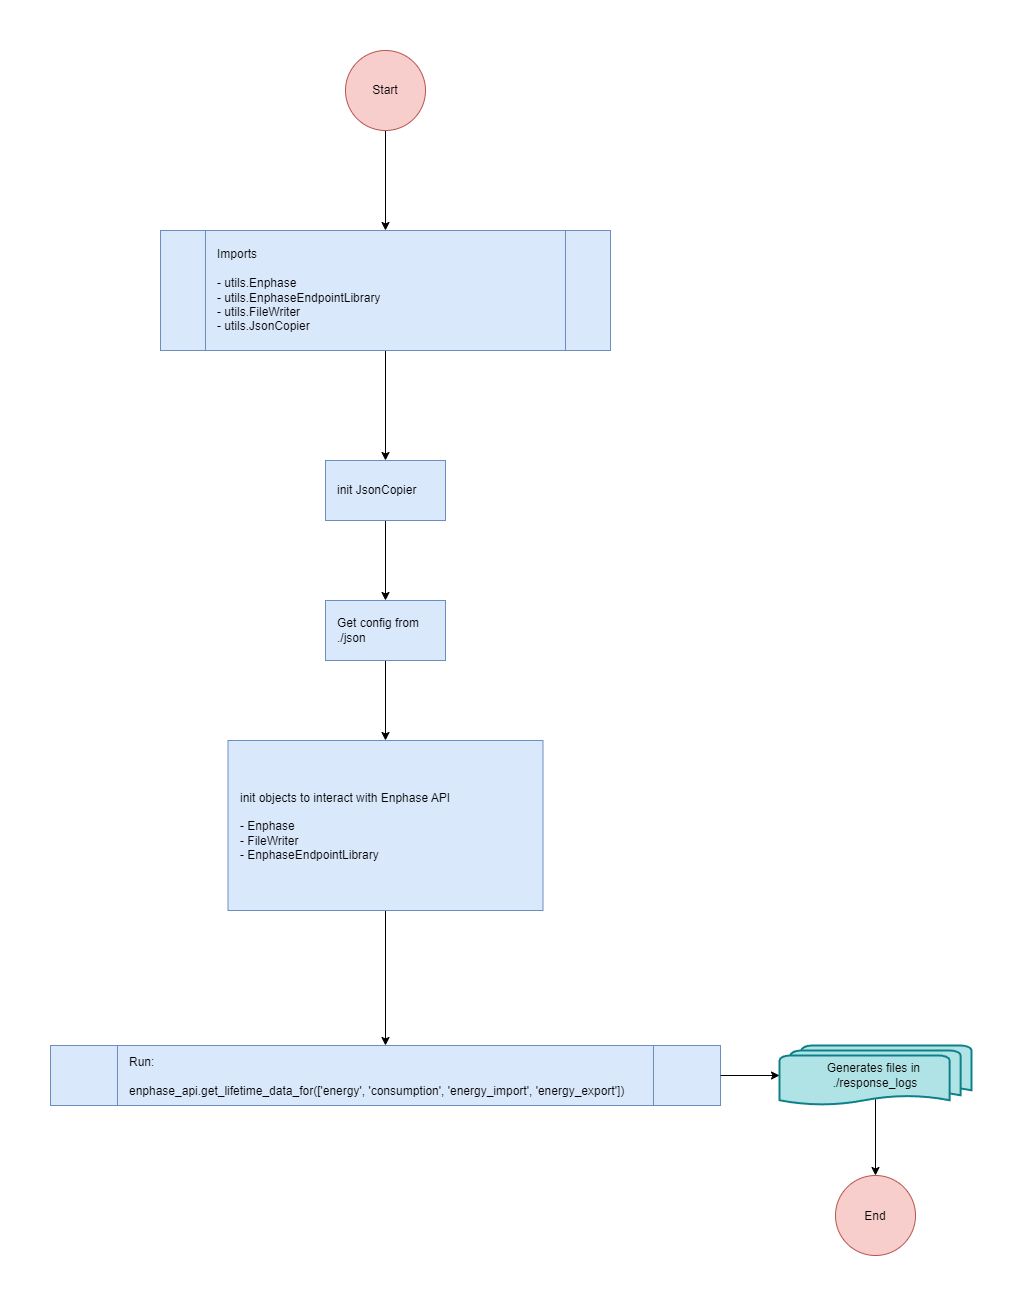 Start
Imports
- utils.Enphase
- utils.EnphaseEndpointLibrary
- utils.FileWriter
- utils.JsonCopier
init JsonCopier
Get config from
./json
init objects to interact with Enphase API
- Enphase
- FileWriter
- EnphaseEndpointLibrary
Run:
enphase_api.get_lifetime_data_for(['energy', 'consumption', 'energy_import', 'energy_export'])
Generates files in
./response_logs
End